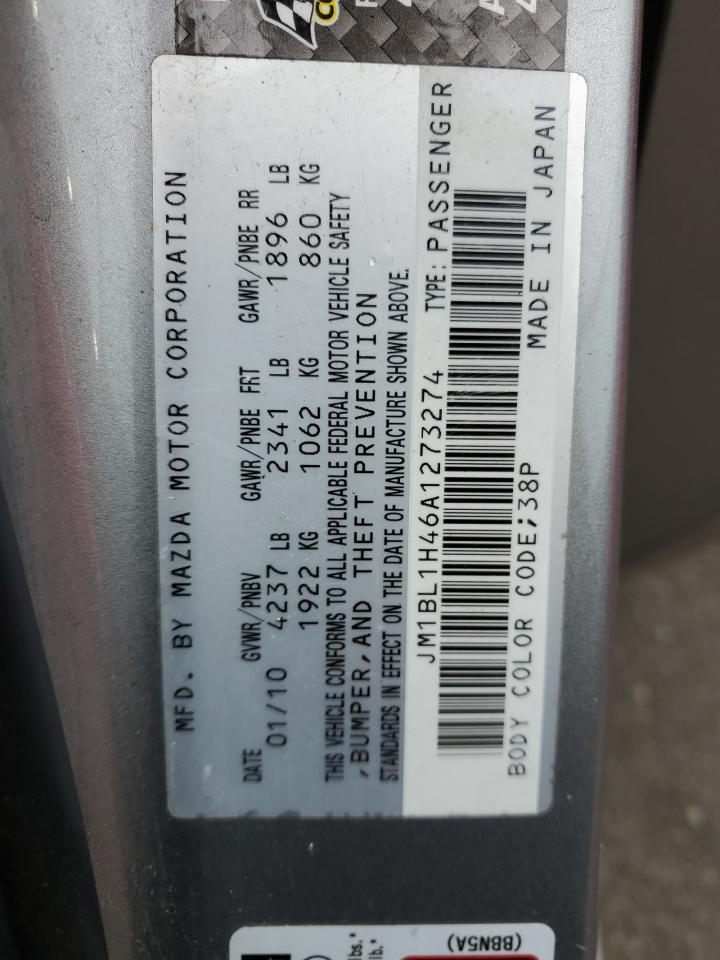 MFD. BY MAZDA MOTOR CORPORATION
DATE GVWR/PNBV GAWR/PNBE FRT GAWR/PNBE RR
01/10 4237 LB 2341 LB 1896 LB
1922 KG 1062 KG 860 KG
THIS VEHICLE CONFORMS TO ALL APPLICABLE FEDERAL MOTOR VEHICLE SAFETY
,BUMPER,AND THEFT PREVENTION
STANDARDS IN EFFECT ON THE DATE OF MANUFACTURE SHOWN ABOVE.
JM1BL1H46A1273274 TYPE: PASSENGER
BODY COLOR CODE;38P MADE IN JAPAN
(BBN5A)
lbs.*
lb.*